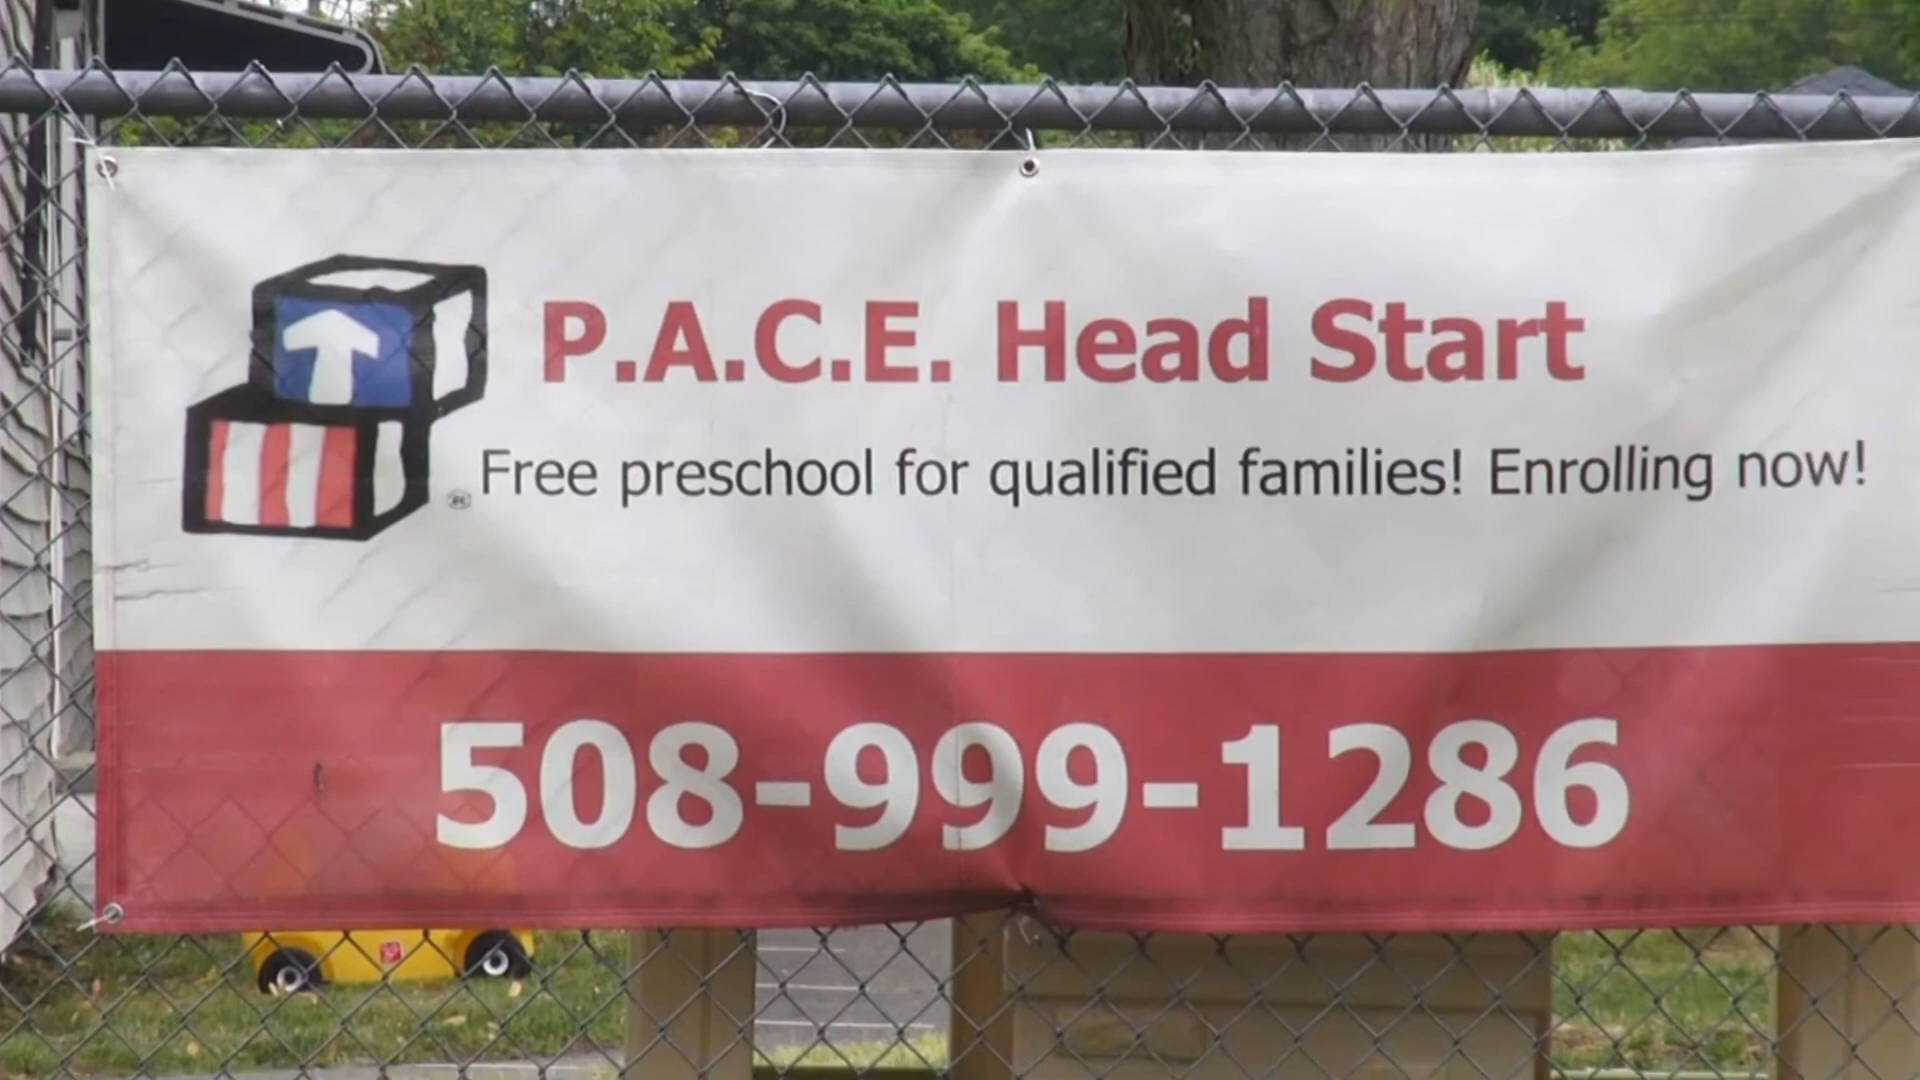 P.A.C.E. Head Start
Free preschool for qualified families! Enrolling now!
508-999-1286